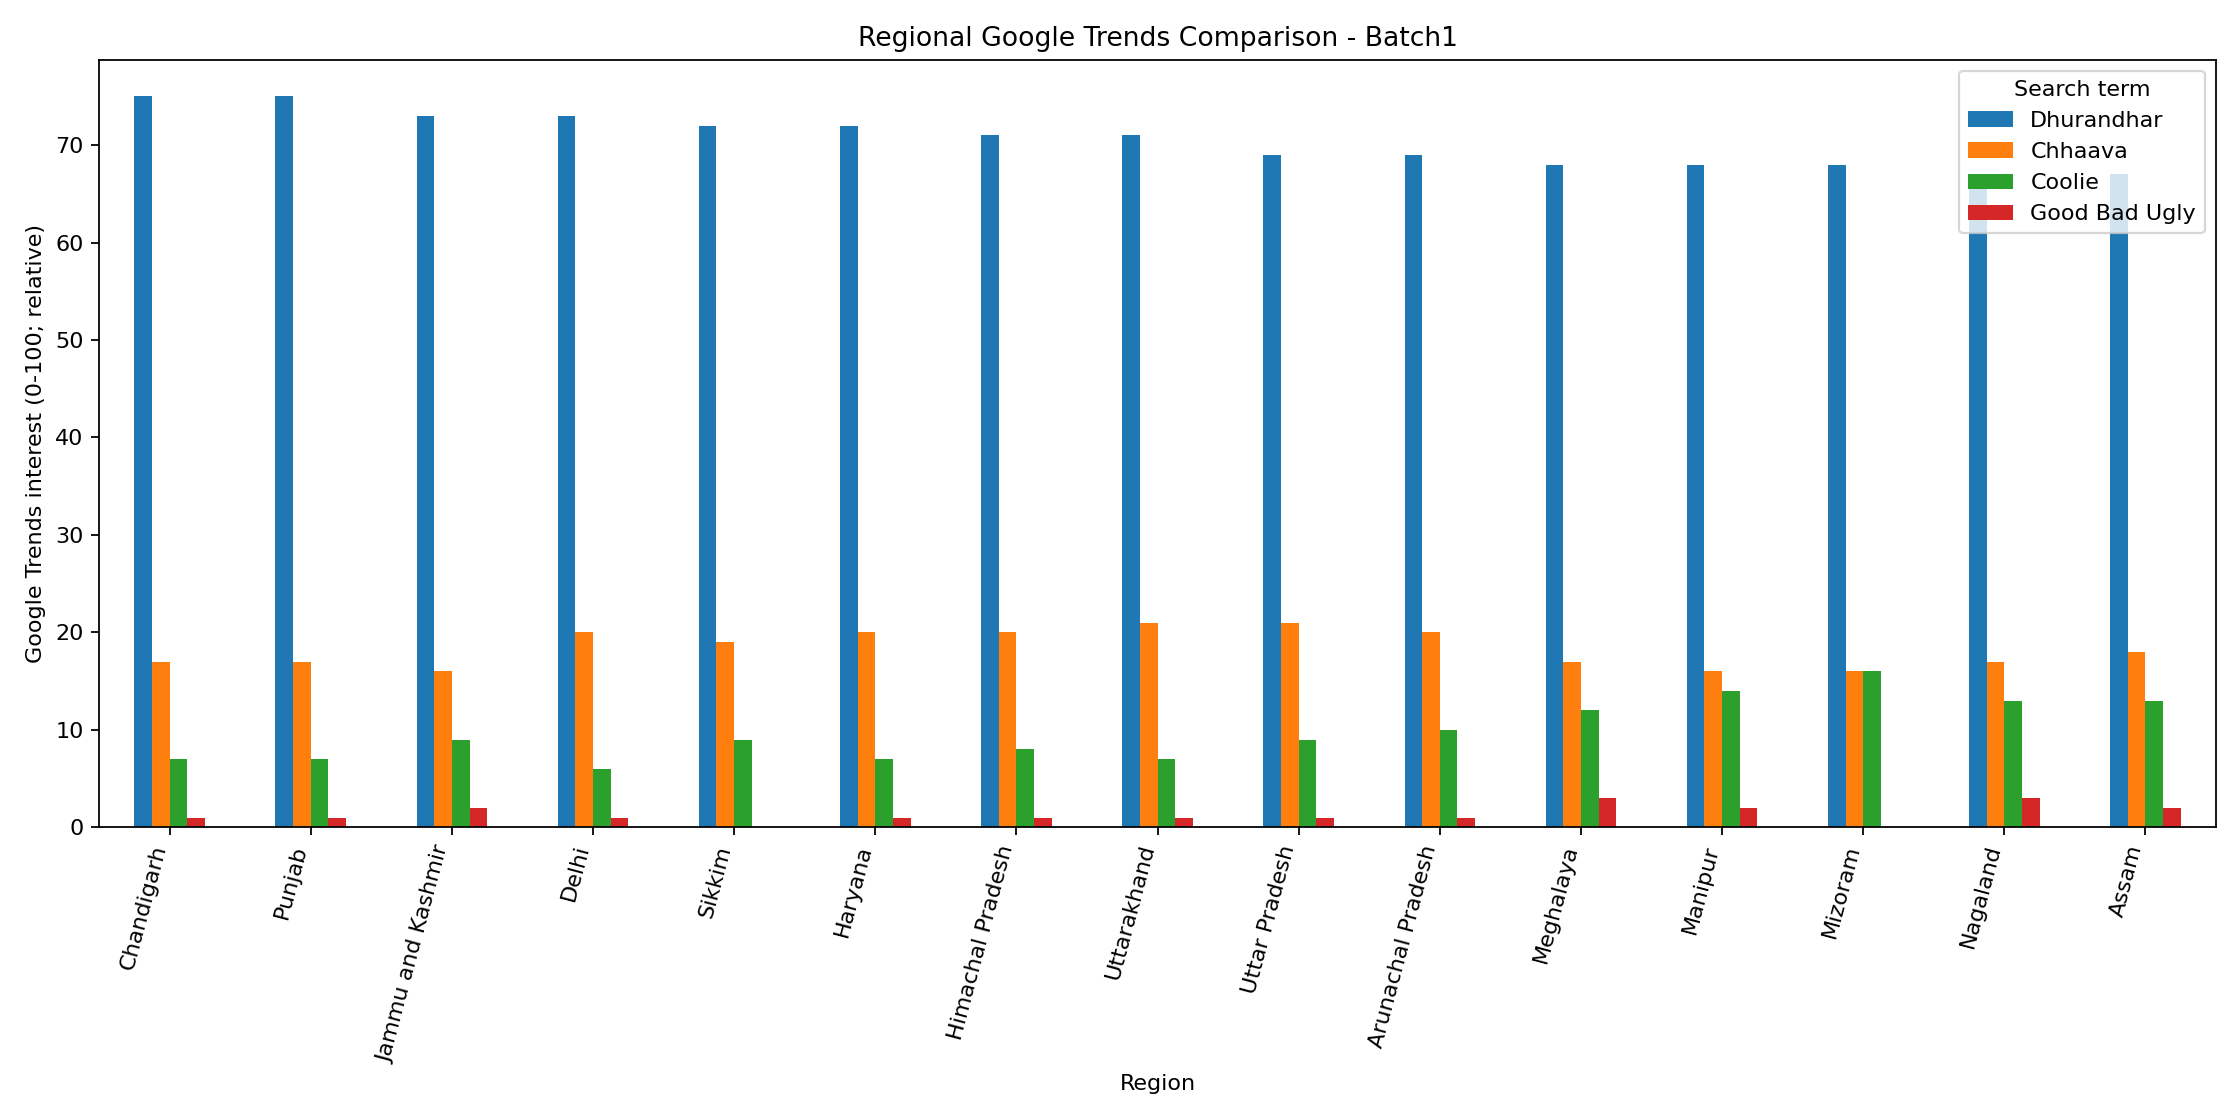 Regional Google Trends Comparison - Batch1
Search term
Dhurandhar
Chhaava
Coolie
Good Bad Ugly
Google Trends interest (0-100; relative)
70
60
50
40
30
20
10
0
Chandigarh
Punjab
Jammu and Kashmir
Delhi
Sikkim
Haryana
Himachal Pradesh
Uttarakhand
Uttar Pradesh
Arunachal Pradesh
Meghalaya
Manipur
Mizoram
Nagaland
Assam
Region